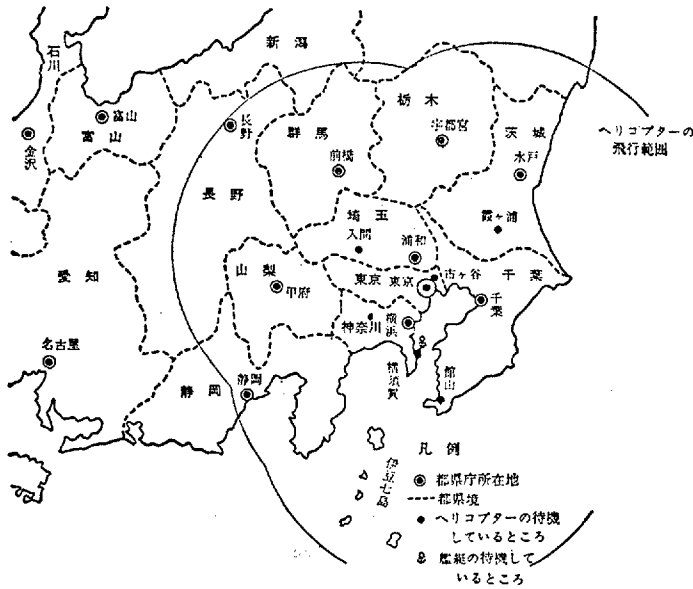 新潟
石川
富山
富山
金沢
長野
長野
群馬
前橋
栃木
宇都宮
茨城
水戸
霞ヶ浦
ヘリコプターの
飛行範囲
埼玉
入間
浦和
愛知
山梨
甲府
東京
東京
市ヶ谷
千葉
千葉
神奈川
横浜
横須賀
館山
名古屋
静岡
静岡
伊豆七島
凡例
都県庁所在地
都県境
ヘリコプターの待機
しているところ
艦艇の待機して
いるところ